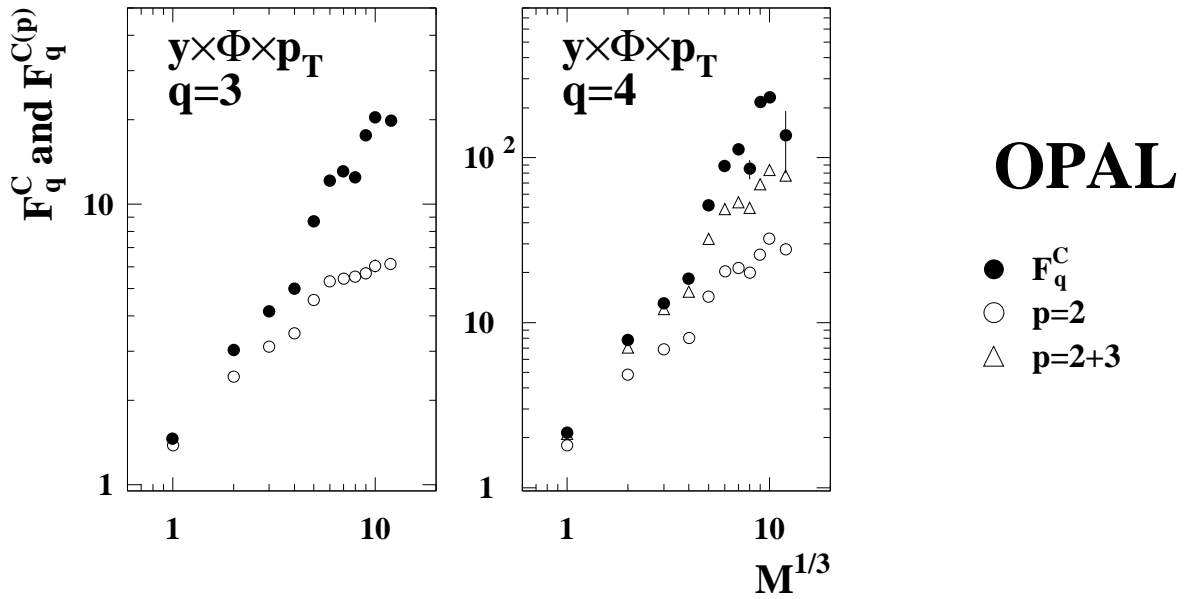 F_q^C and F_q^{C(p)}
y×Φ×p_T
q=3
10
1
1
10
y×Φ×p_T
q=4
10^2
10
1
1
10
M^{1/3}
OPAL
F_q^C
p=2
p=2+3